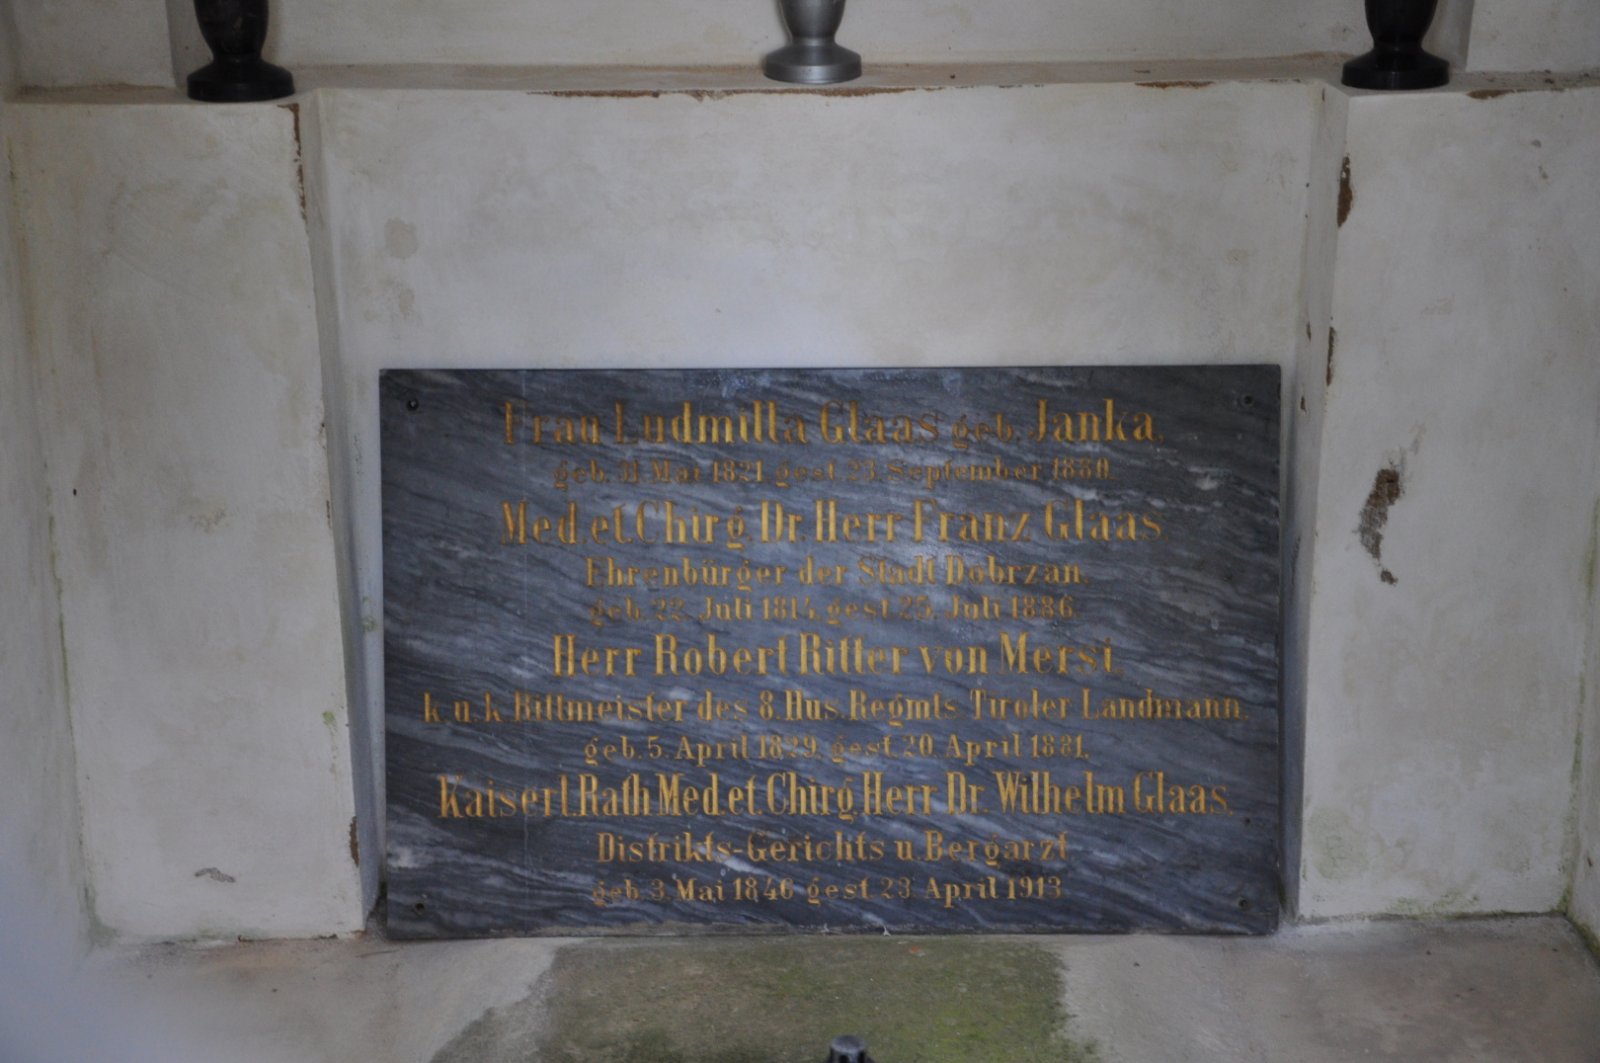 Frau Ludmilla Glaas geb. Janka,
geb. 31. Mai 1821. gest. 23. September 1880.
Med. et. Chirg. Dr. Herr Franz Glaas.
Ehrenbürger der Stadt Dobrzan,
geb. 22. Juli 1814. gest. 25. Juli 1886.
Herr Robert Ritter von Mersi,
k. u. k. Rittmeister des 8. Hus. Regmts. Tiroler Landmann.
geb. 5. April 1829. gest. 20. April 1881.
Kaiserl. Rath Med. et. Chirg. Herr Dr. Wilhelm Glaas,
Distrikts-Gerichts u. Bergarzt.
geb. 3. Mai 1846 gest 23. April 1913.